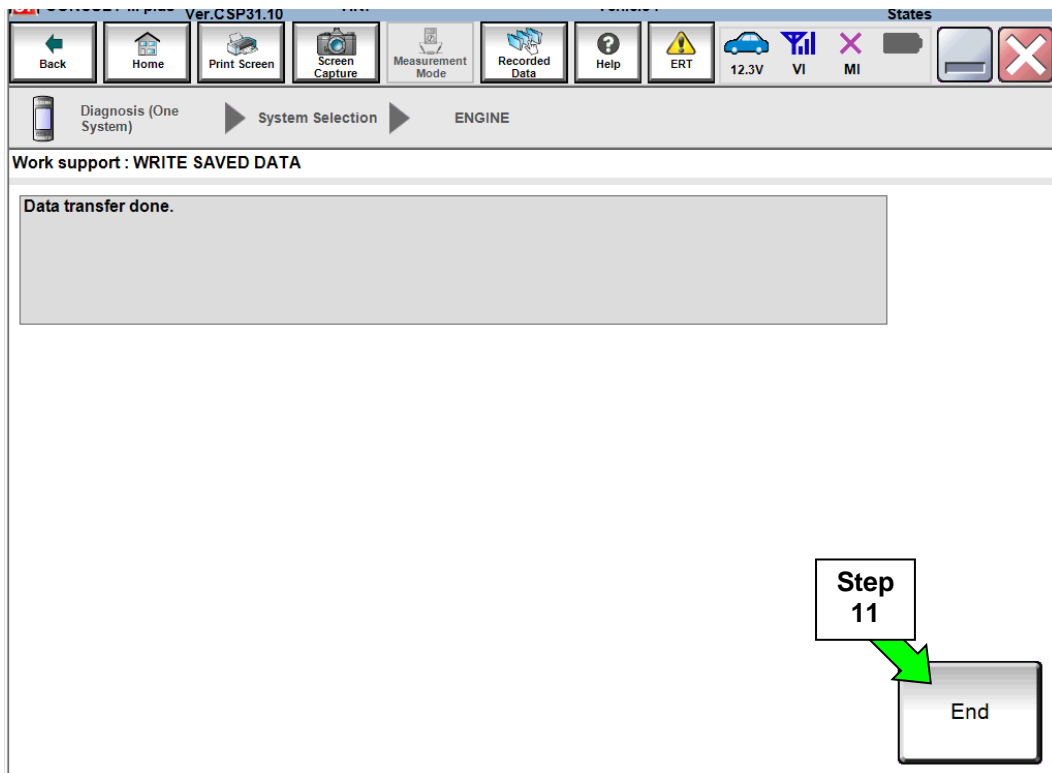 Ver.CSP31.10
States
Back
Home
Print Screen
Screen
Capture
Measurement
Mode
Recorded
Data
Help
ERT
12.3V
VI
MI
Diagnosis (One
System)
System Selection
ENGINE
Work support : WRITE SAVED DATA
Data transfer done.
Step
11
End